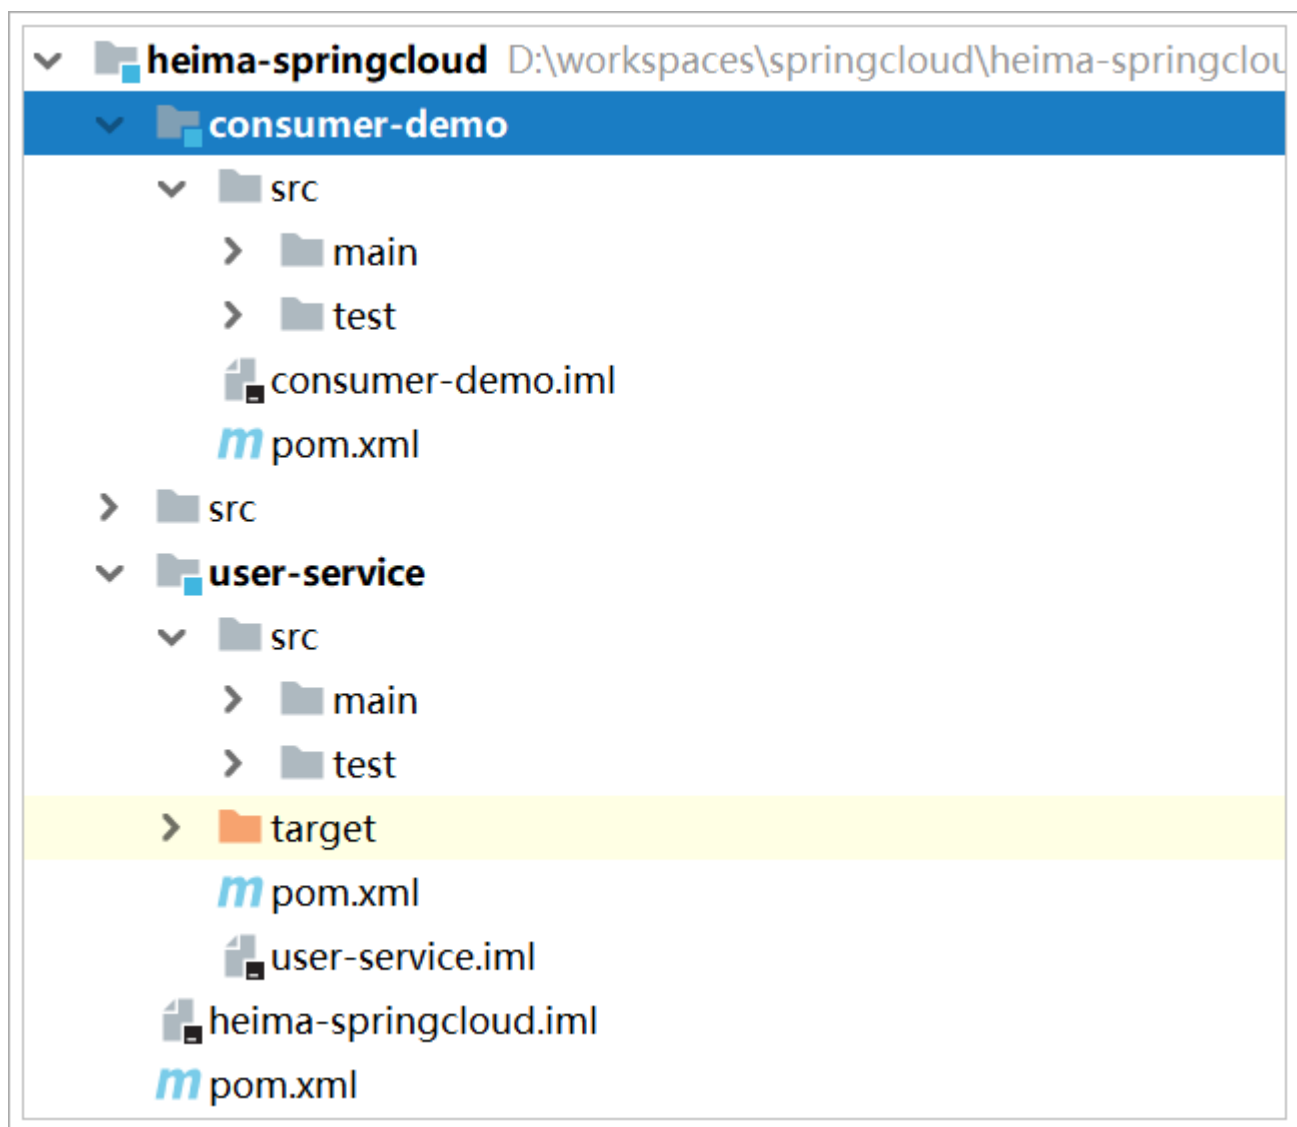 heima-springcloud D:\workspaces\springcloud\heima-springclou
consumer-demo
src
main
test
consumer-demo.iml
pom.xml
src
user-service
src
main
test
target
pom.xml
user-service.iml
heima-springcloud.iml
pom.xml